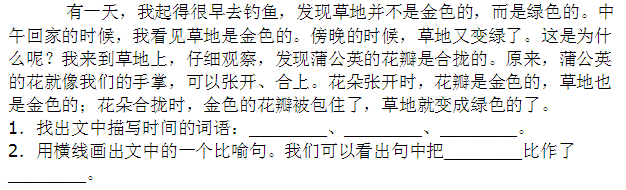 有一天，我起得很早去钓鱼，发现草地并不是金色的，而是绿色的。中
午回家的时候，我看见草地是金色的。傍晚的时候，草地又变绿了。这是为什
么呢？我来到草地上，仔细观察，发现蒲公英的花瓣是合拢的。原来，蒲公英
的花就像我们的手掌，可以张开、合上。花朵张开时，花瓣是金色的，草地也
是金色的；花朵合拢时，金色的花瓣被包住了，草地就变成绿色的了。
1．找出文中描写时间的词语：________、________、________。
2．用横线画出文中的一个比喻句。我们可以看出句中把________比作了
________。